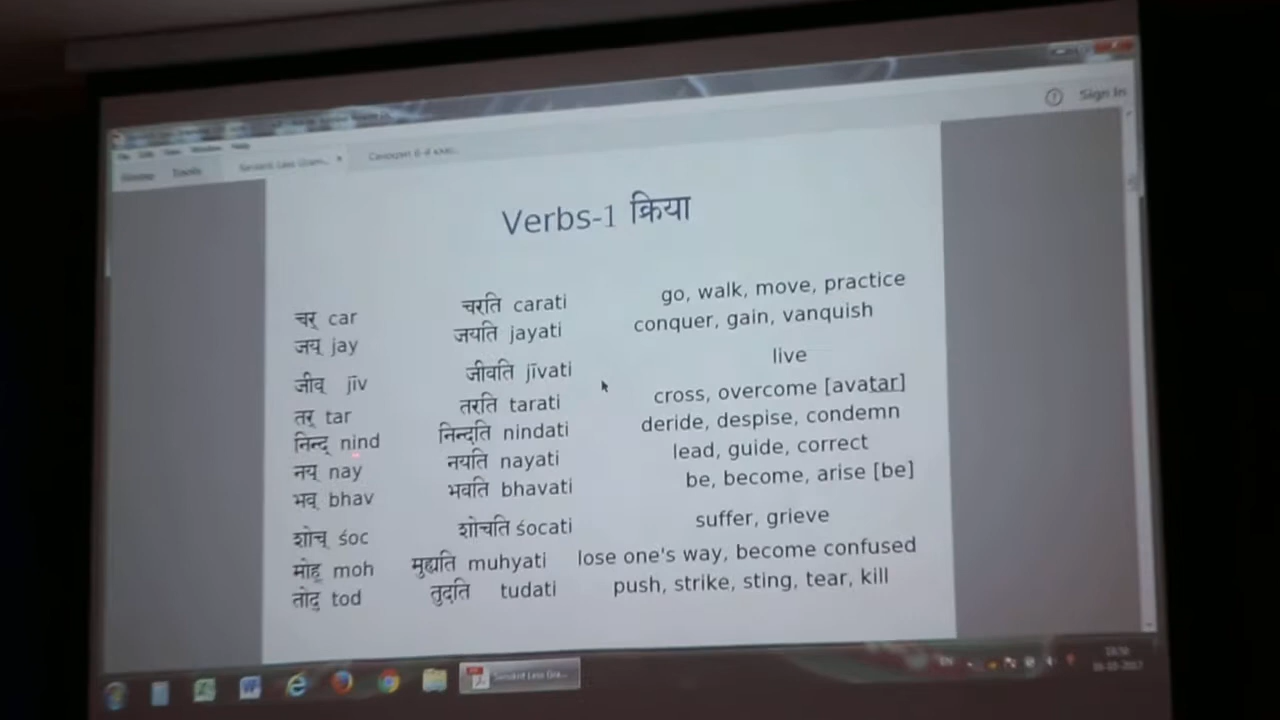 Sign In
Home Tools
Verbs-1 क्रिया
चर् car चरति carati go, walk, move, practice
जय् jay जयति jayati conquer, gain, vanquish
जीव् jīv जीवति jīvati live
तर् tar तरति tarati cross, overcome [avatar]
निन्द् nind निन्दति nindati deride, despise, condemn
नय् nay नयति nayati lead, guide, correct
भव् bhav भवति bhavati be, become, arise [be]
शोच् śoc शोचति śocati suffer, grieve
मोह् moh मुह्यति muhyati lose one's way, become confused
तोद् tod तुदति tudati push, strike, sting, tear, kill
EN